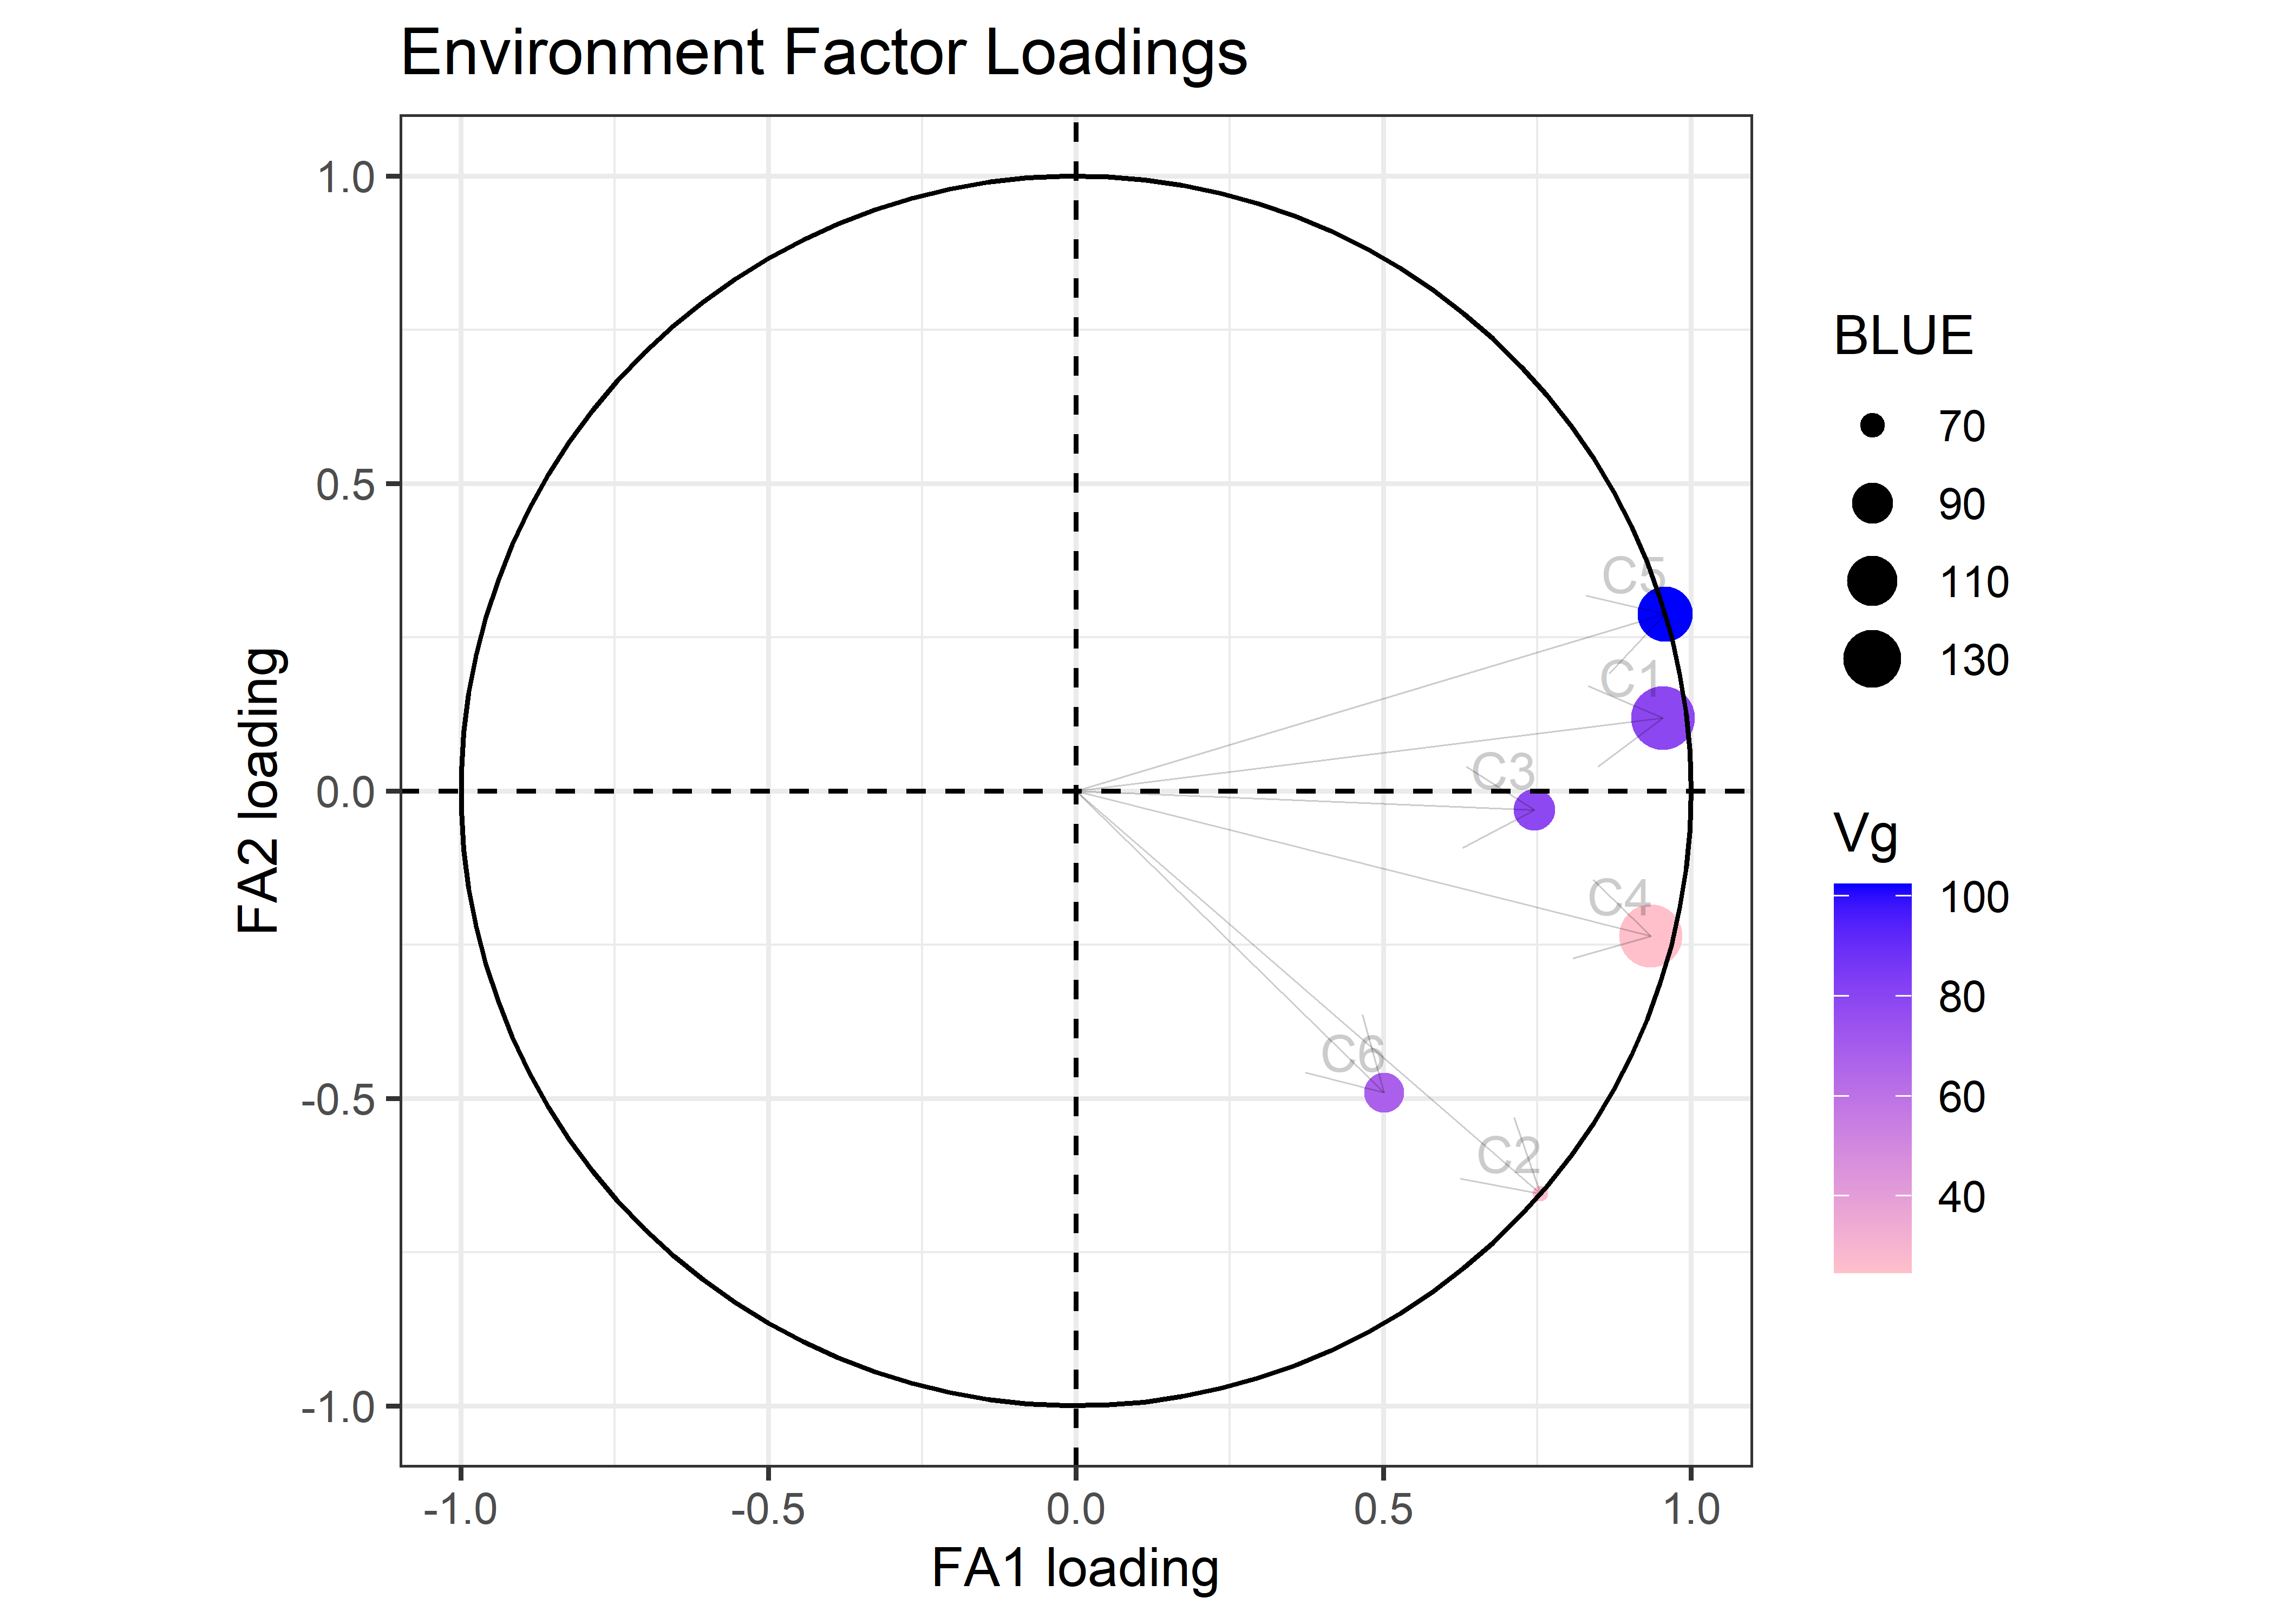 Environment Factor Loadings
FA2 loading
1.0
0.5
0.0
-0.5
-1.0
C5
C1
C3
C4
C6
C2
-1.0
-0.5
0.0
0.5
1.0
FA1 loading
BLUE
70
90
110
130
Vg
100
80
60
40